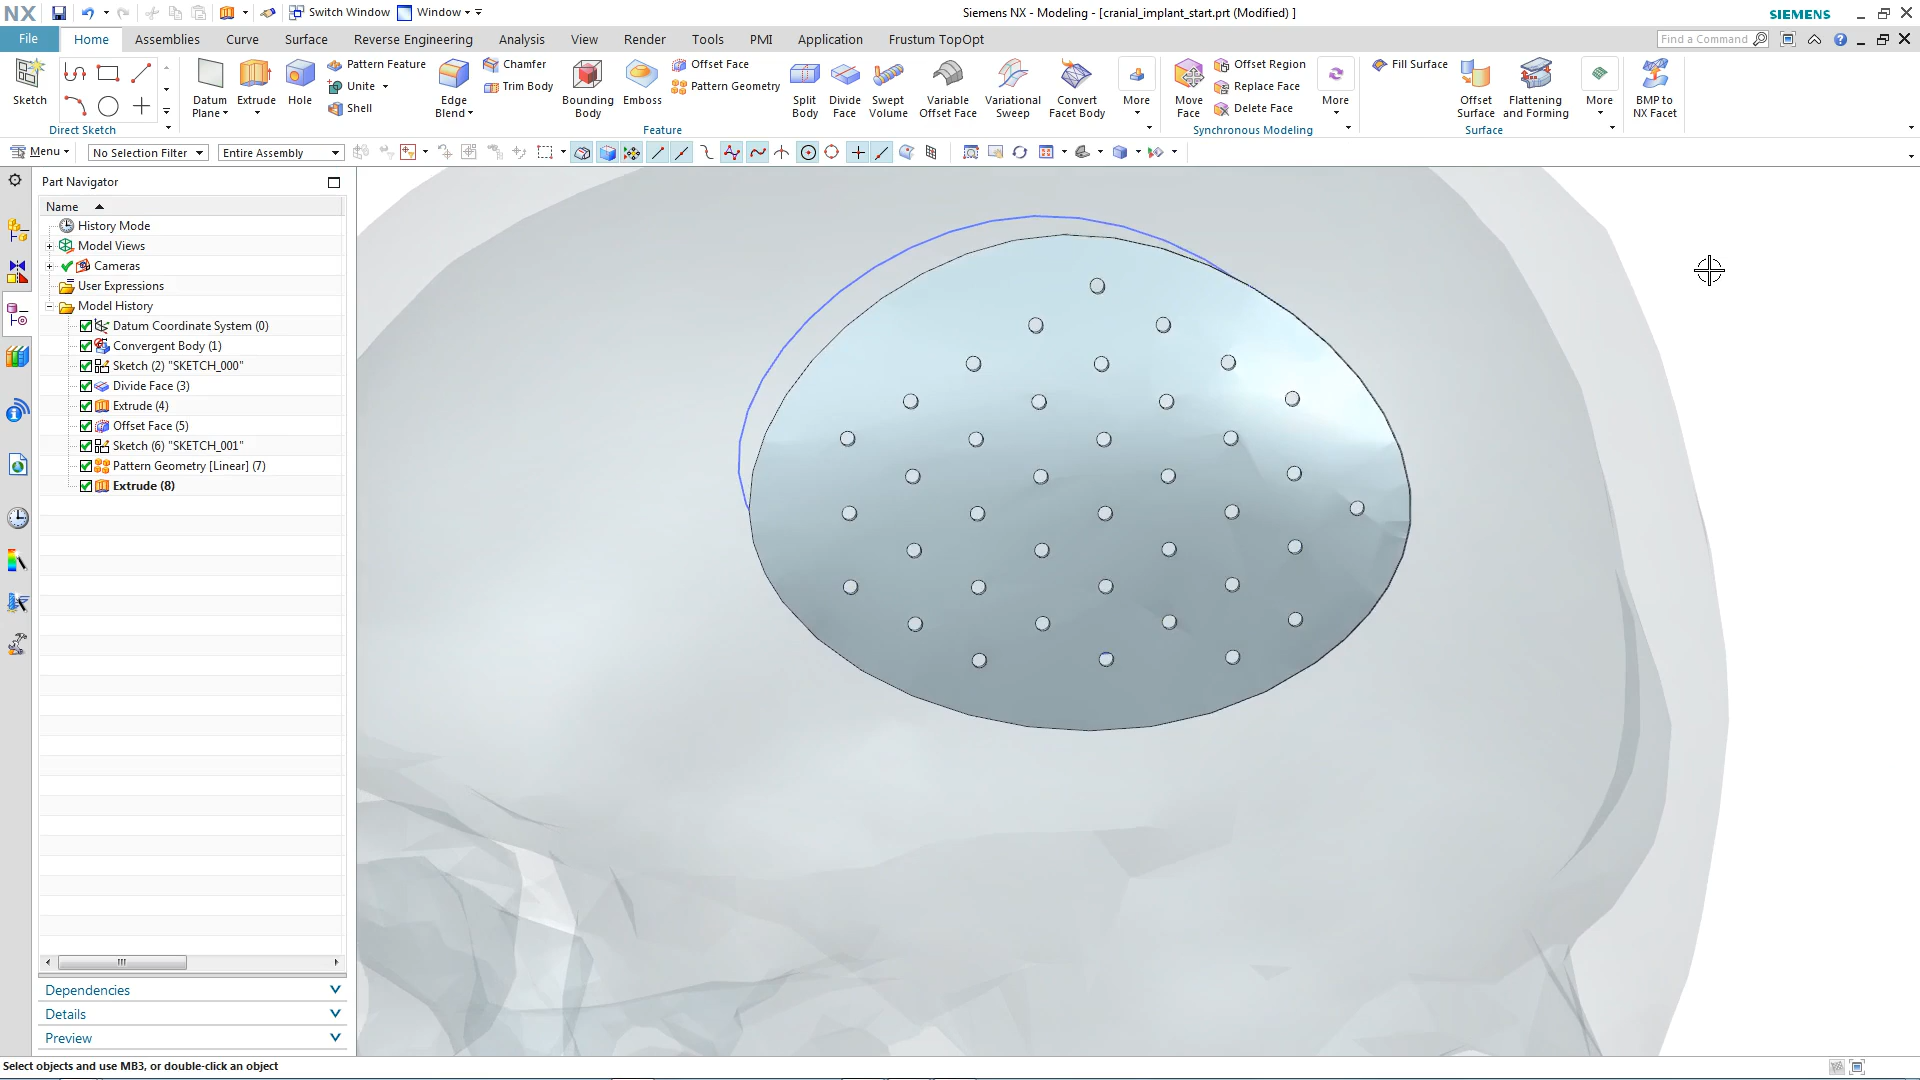 NX Switch Window Window Siemens NX - Modeling - [cranial_implant_start.prt (Modified) ] SIEMENS
File Home Assemblies Curve Surface Reverse Engineering Analysis View Render Tools PMI Application Frustum TopOpt Find a Command
Sketch
Direct Sketch
Datum Plane
Extrude
Hole
Pattern Feature
Unite
Shell
Edge Blend
Chamfer
Trim Body
Bounding Body
Emboss
Offset Face
Pattern Geometry
Split Body
Divide Face
Swept Volume
Variable Offset Face
Variational Sweep
Convert Facet Body
More
Feature
Move Face
Offset Region
Replace Face
Delete Face
More
Synchronous Modeling
Fill Surface
Offset Surface
Flattening and Forming
More
Surface
BMP to NX Facet
Menu No Selection Filter Entire Assembly
Part Navigator
Name
History Mode
Model Views
Cameras
User Expressions
Model History
Datum Coordinate System (0)
Convergent Body (1)
Sketch (2) "SKETCH_000"
Divide Face (3)
Extrude (4)
Offset Face (5)
Sketch (6) "SKETCH_001"
Pattern Geometry [Linear] (7)
Extrude (8)
Dependencies
Details
Preview
Select objects and use MB3, or double-click an object